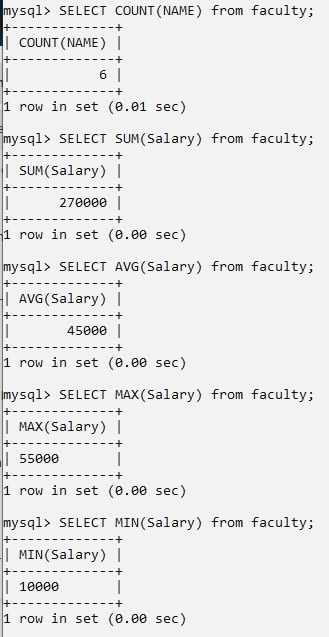 mysql> SELECT COUNT(NAME) from faculty;
+-------------+
| COUNT(NAME) |
+-------------+
|           6 |
+-------------+
1 row in set (0.01 sec)
mysql> SELECT SUM(Salary) from faculty;
+-------------+
| SUM(Salary) |
+-------------+
|      270000 |
+-------------+
1 row in set (0.00 sec)
mysql> SELECT AVG(Salary) from faculty;
+-------------+
| AVG(Salary) |
+-------------+
|       45000 |
+-------------+
1 row in set (0.00 sec)
mysql> SELECT MAX(Salary) from faculty;
+-------------+
| MAX(Salary) |
+-------------+
| 55000       |
+-------------+
1 row in set (0.00 sec)
mysql> SELECT MIN(Salary) from faculty;
+-------------+
| MIN(Salary) |
+-------------+
| 10000       |
+-------------+
1 row in set (0.00 sec)